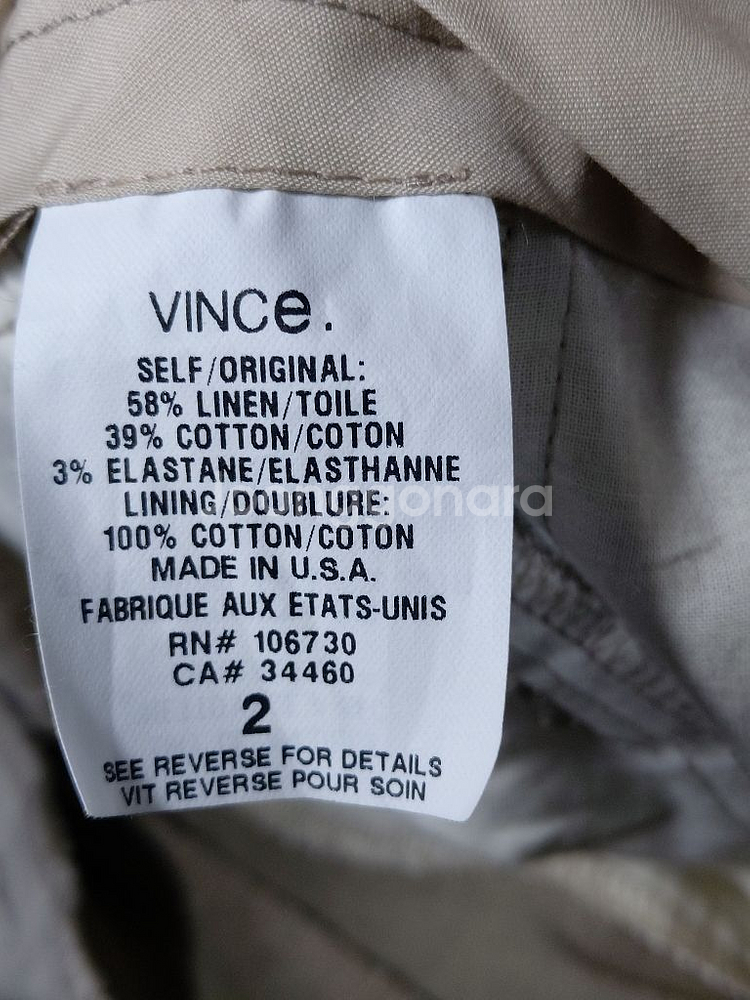 VINCe.
SELF/ORIGINAL:
58% LINEN/TOILE
39% COTTON/COTON
3% ELASTANE/ELASTHANNE
LINING/DOUBLURE:
100% COTTON/COTON
MADE IN U.S.A.
FABRIQUE AUX ETATS-UNIS
RN# 106730
CA# 34460
2
SEE REVERSE FOR DETAILS
VIT REVERSE POUR SOIN